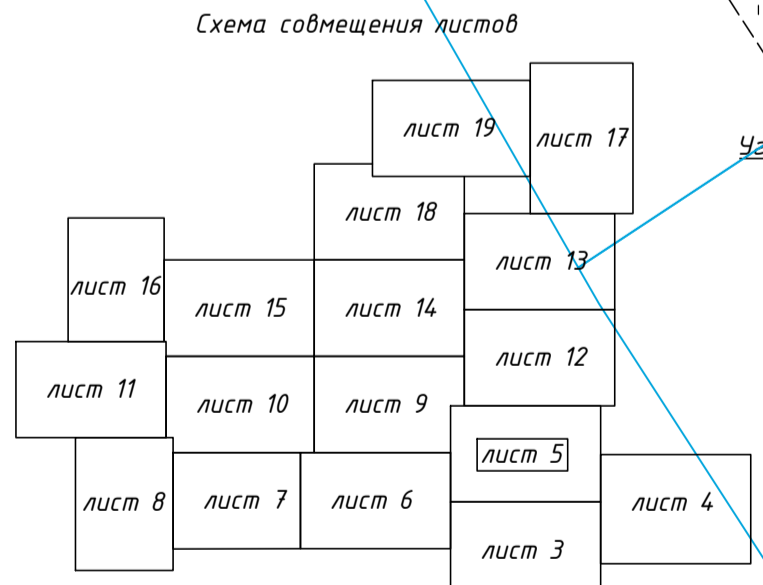 Схема совмещения листов
лист 19
лист 17
лист 18
лист 13
лист 16
лист 15
лист 14
лист 12
лист 11
лист 10
лист 9
лист 5
лист 8
лист 7
лист 6
лист 4
лист 3